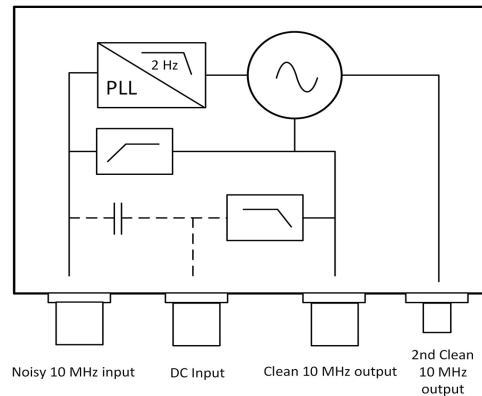 2 Hz
PLL
Noisy 10 MHz input
DC Input
Clean 10 MHz output
2nd Clean
10 MHz
output